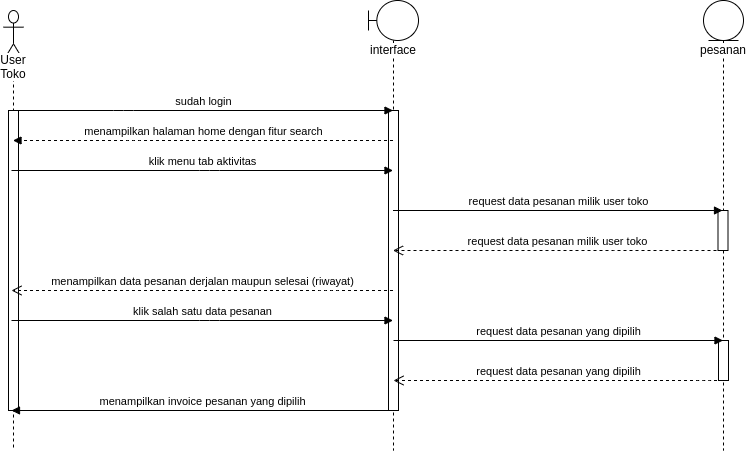 User
Toko
interface
pesanan
sudah login
menampilkan halaman home dengan fitur search
klik menu tab aktivitas
request data pesanan milik user toko
request data pesanan milik user toko
menampilkan data pesanan derjalan maupun selesai (riwayat)
klik salah satu data pesanan
request data pesanan yang dipilih
request data pesanan yang dipilih
menampilkan invoice pesanan yang dipilih